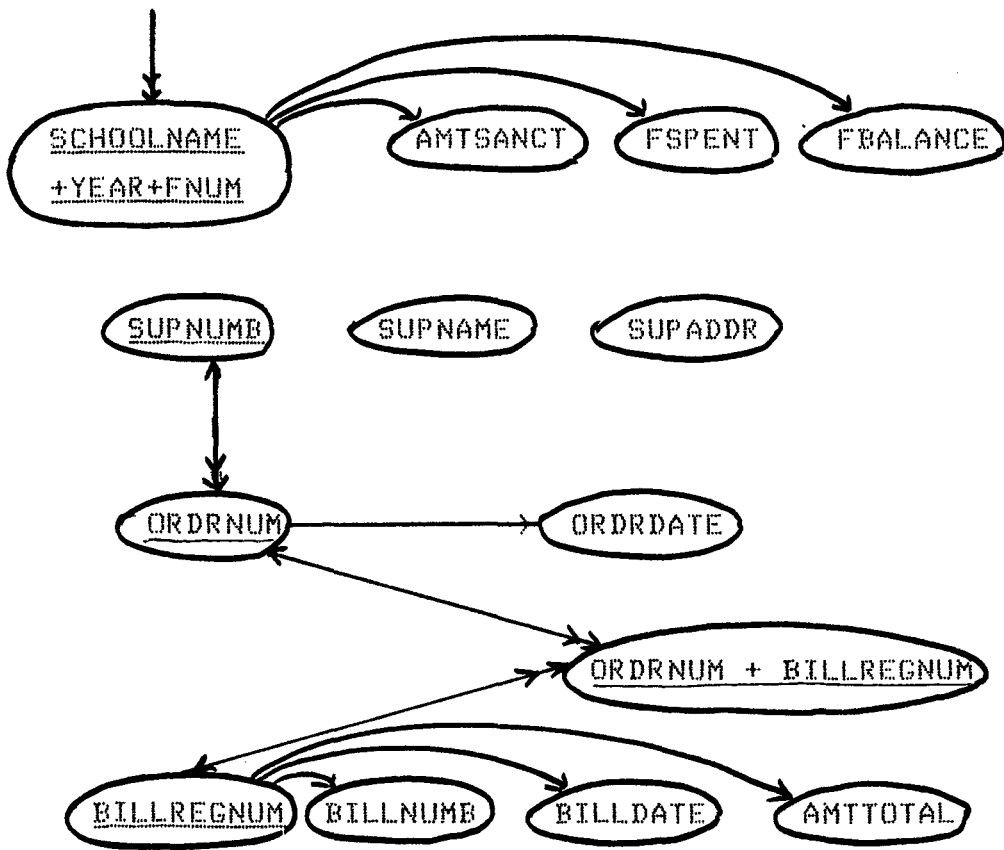 SCHOOLNAME
+YEAR+FNUM
AMTSANCT
FSPENT
FBALANCE
SUPNUMB
SUPNAME
SUPADDR
ORDRNUM
ORDRDATE
ORDRNUM + BILLREGNUM
BILLREGNUM
BILLNUMB
BILLDATE
AMTTOTAL